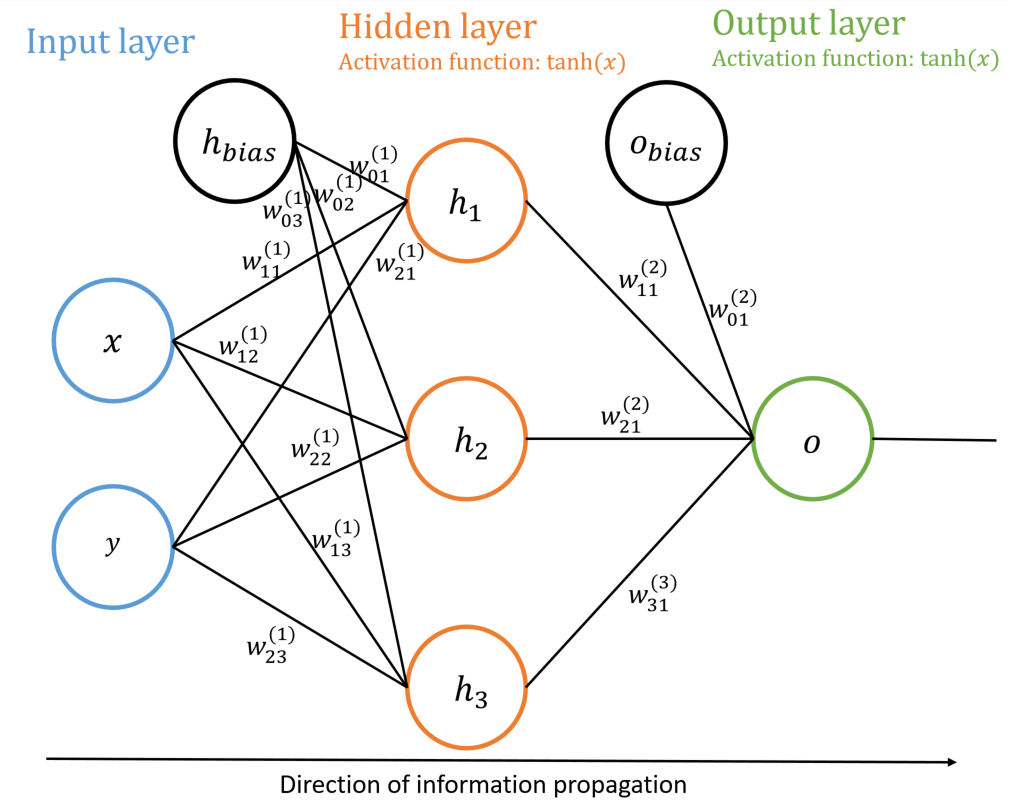 Input layer
Hidden layer
Activation function: tanh(x)
Output layer
Activation function: tanh(x)
h_{bias}
o_{bias}
w_{01}^{(1)}
w_{02}^{(1)}
w_{03}^{(1)}
h_1
w_{11}^{(1)}
w_{21}^{(1)}
w_{11}^{(2)}
w_{01}^{(2)}
x
w_{12}^{(1)}
w_{21}^{(2)}
w_{22}^{(1)}
h_2
o
y
w_{13}^{(1)}
w_{31}^{(3)}
w_{23}^{(1)}
h_3
Direction of information propagation